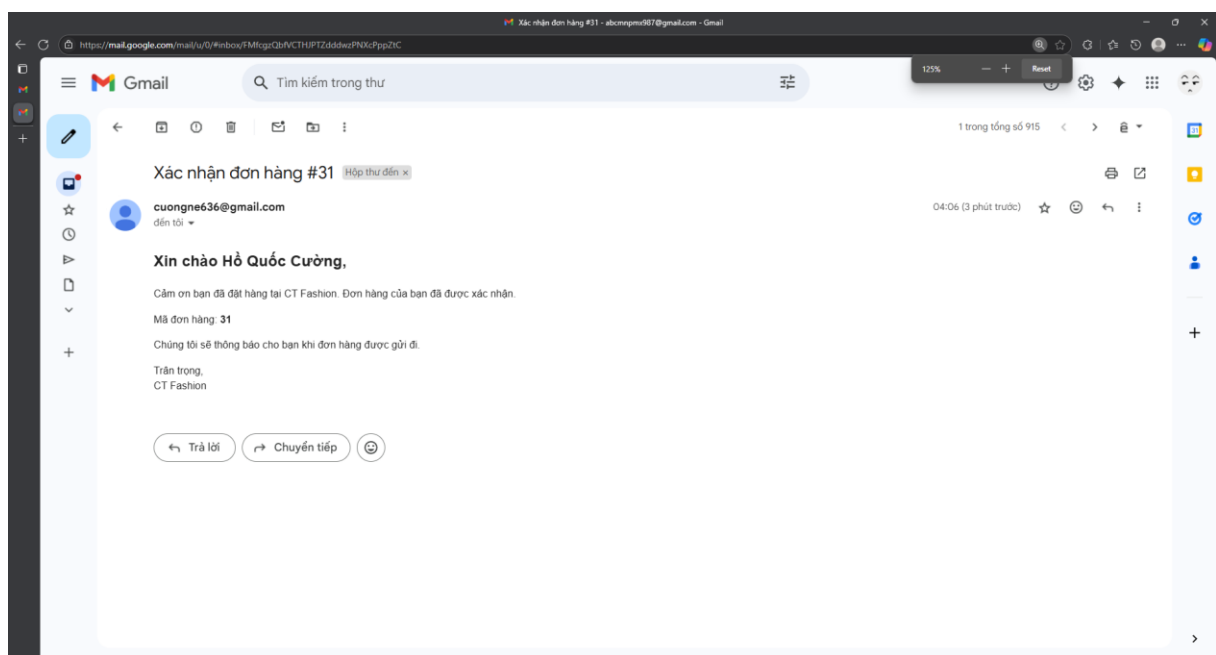 Xác nhận đơn hàng #31 - abcmnpmx987@gmail.com - Gmail
https://mail.google.com/mail/u/0/#inbox/FMfcgzQbfVCTHJPTZdddwzPNXcPppZtC
125% Reset
Gmail
Tìm kiếm trong thư
1 trong tổng số 915
Xác nhận đơn hàng #31 Hộp thư đến ×
cuongne636@gmail.com
04:06 (3 phút trước)
đến tôi
Xin chào Hồ Quốc Cường,
Cảm ơn bạn đã đặt hàng tại CT Fashion. Đơn hàng của bạn đã được xác nhận.
Mã đơn hàng: 31
Chúng tôi sẽ thông báo cho bạn khi đơn hàng được gửi đi.
Trân trọng,
CT Fashion
Trả lời
Chuyển tiếp
31